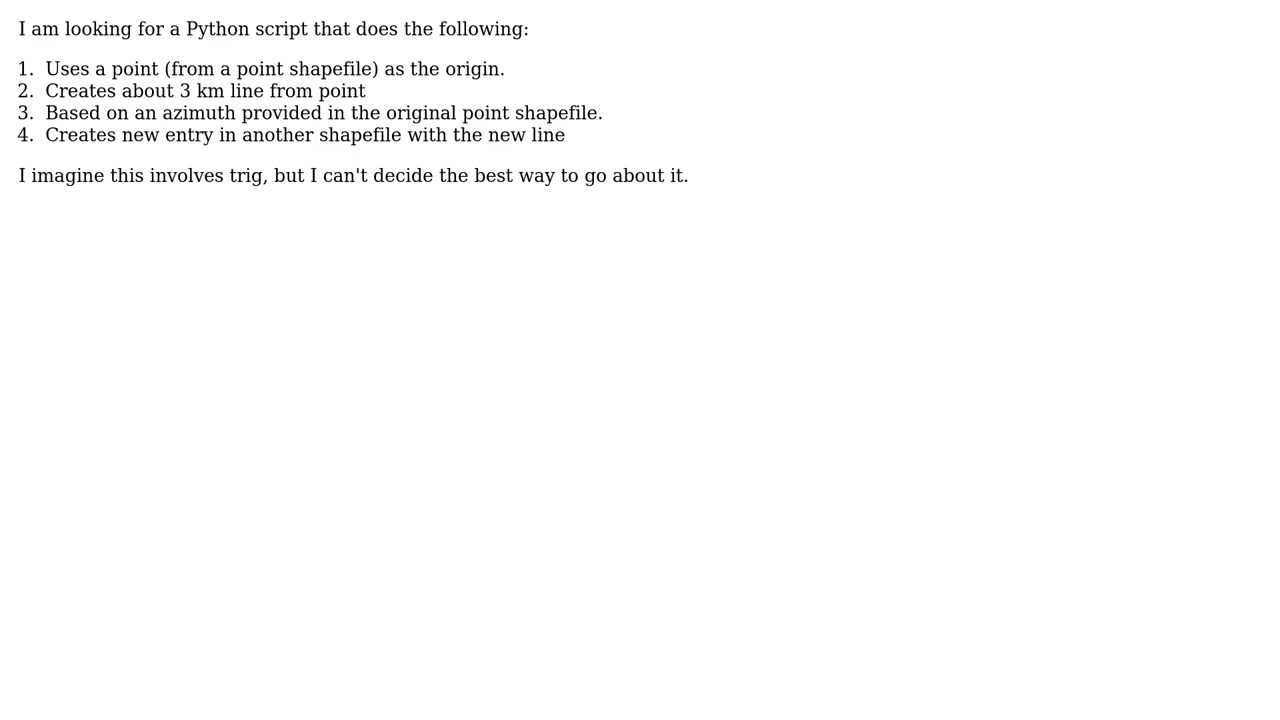 I am looking for a Python script that does the following:
1. Uses a point (from a point shapefile) as the origin.
2. Creates about 3 km line from point
3. Based on an azimuth provided in the original point shapefile.
4. Creates new entry in another shapefile with the new line
I imagine this involves trig, but I can't decide the best way to go about it.